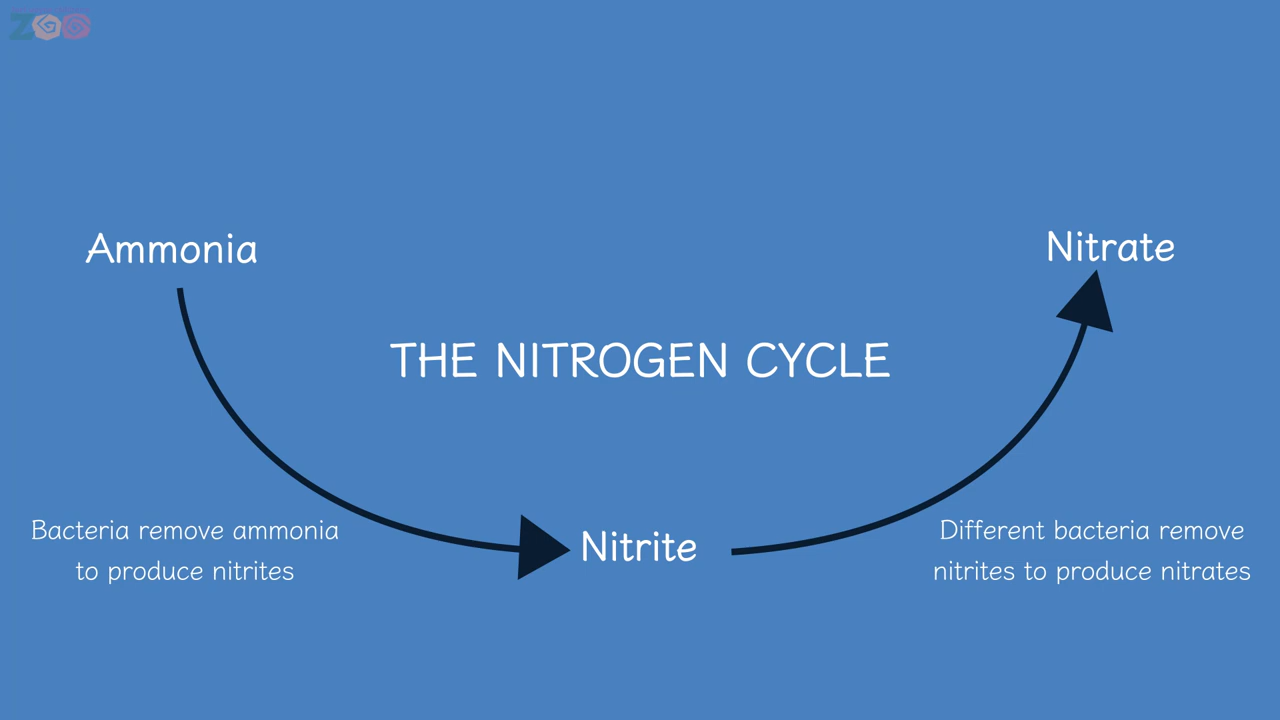 ZOO
Ammonia
Nitrate
THE NITROGEN CYCLE
Bacteria remove ammonia
to produce nitrites
Nitrite
Different bacteria remove
nitrites to produce nitrates